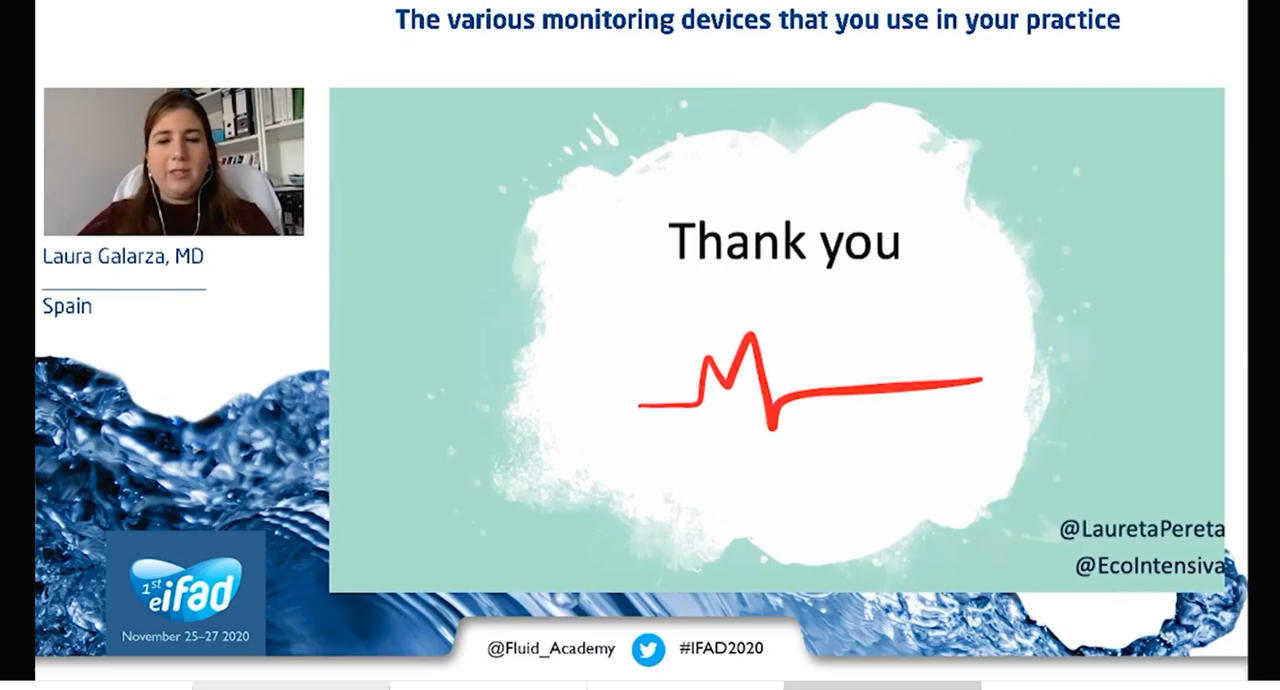 The various monitoring devices that you use in your practice
Laura Galarza, MD
Spain
Thank you
@LauretaPereta
@EcoIntensiva
1st
eifad
November 25–27 2020
@Fluid_Academy
#IFAD2020